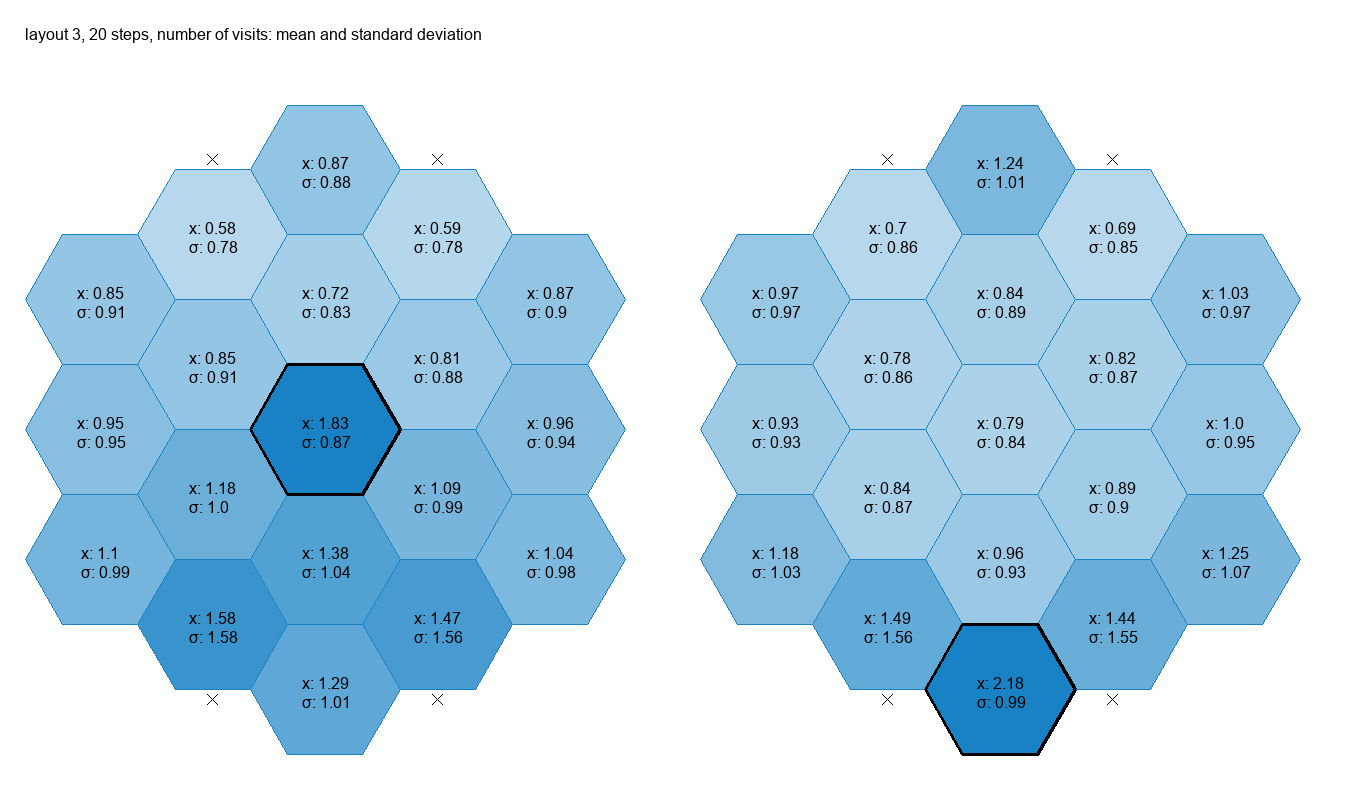 layout 3, 20 steps, number of visits: mean and standard deviation
x: 0.87
σ: 0.88
x: 0.58
σ: 0.78
x: 0.59
σ: 0.78
x: 0.85
σ: 0.91
x: 0.72
σ: 0.83
x: 0.87
σ: 0.9
x: 0.85
σ: 0.91
x: 0.81
σ: 0.88
x: 0.95
σ: 0.95
x: 1.83
σ: 0.87
x: 0.96
σ: 0.94
x: 1.18
σ: 1.0
x: 1.09
σ: 0.99
x: 1.1
σ: 0.99
x: 1.38
σ: 1.04
x: 1.04
σ: 0.98
x: 1.58
σ: 1.58
x: 1.47
σ: 1.56
x: 1.29
σ: 1.01
x: 1.24
σ: 1.01
x: 0.7
σ: 0.86
x: 0.69
σ: 0.85
x: 0.97
σ: 0.97
x: 0.84
σ: 0.89
x: 1.03
σ: 0.97
x: 0.78
σ: 0.86
x: 0.82
σ: 0.87
x: 0.93
σ: 0.93
x: 0.79
σ: 0.84
x: 1.0
σ: 0.95
x: 0.84
σ: 0.87
x: 0.89
σ: 0.9
x: 1.18
σ: 1.03
x: 0.96
σ: 0.93
x: 1.25
σ: 1.07
x: 1.49
σ: 1.56
x: 1.44
σ: 1.55
x: 2.18
σ: 0.99